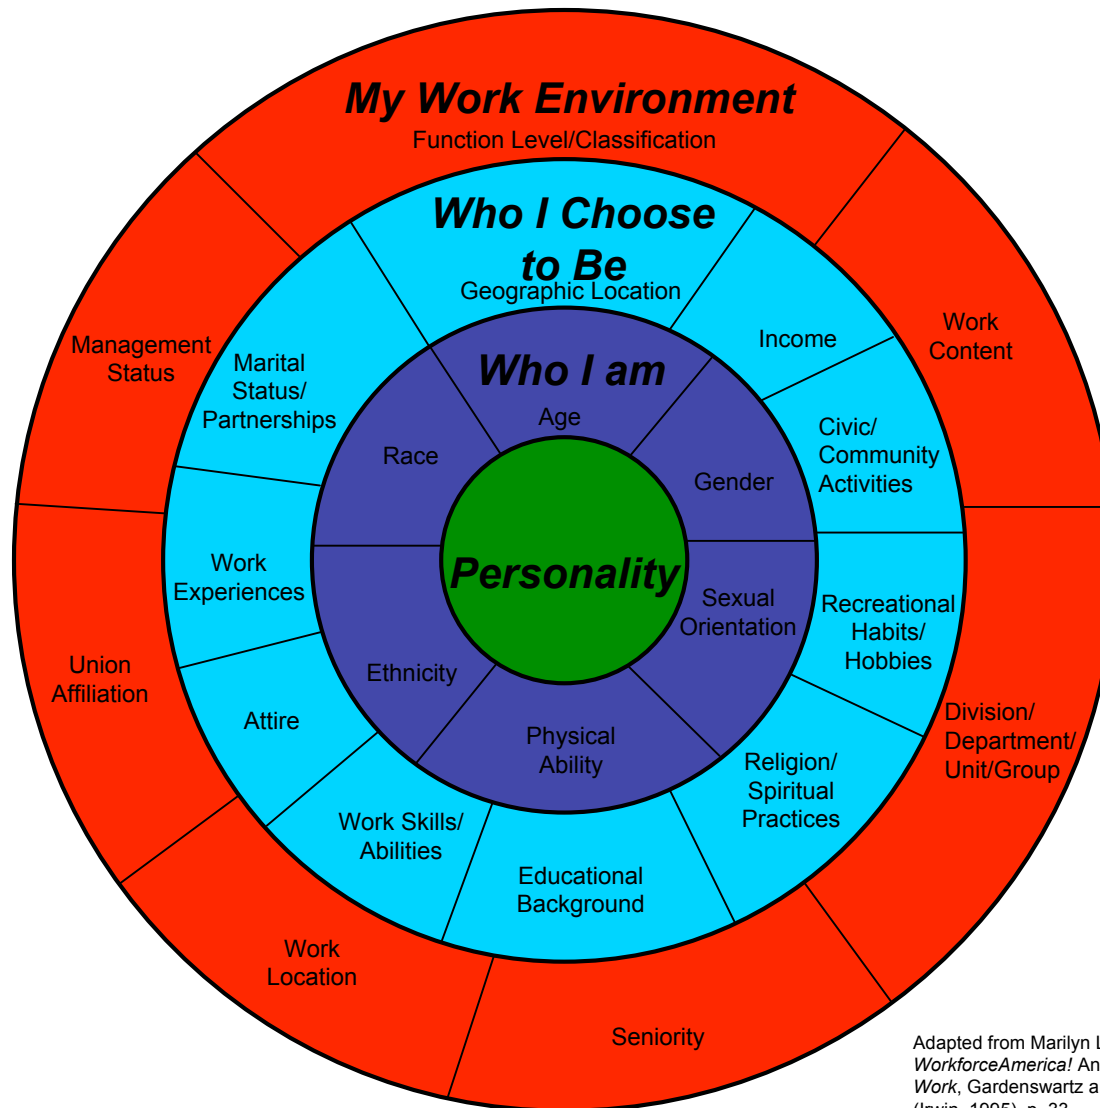 My Work Environment
Function Level/Classification
Who I Choose
to Be
Geographic Location
Who I am
Age
Income
Work
Content
Management
Status
Marital
Status/
Partnerships
Race
Gender
Civic/
Community
Activities
Personality
Work
Experiences
Sexual
Orientation
Recreational
Habits/
Hobbies
Union
Affiliation
Ethnicity
Attire
Physical
Ability
Division/
Department/
Unit/Group
Religion/
Spiritual
Practices
Work Skills/
Abilities
Educational
Background
Work
Location
Seniority
Adapted from Marilyn
WorkforceAmerica! An
Work, Gardenswartz a
(Irwin, 1995), p. 33